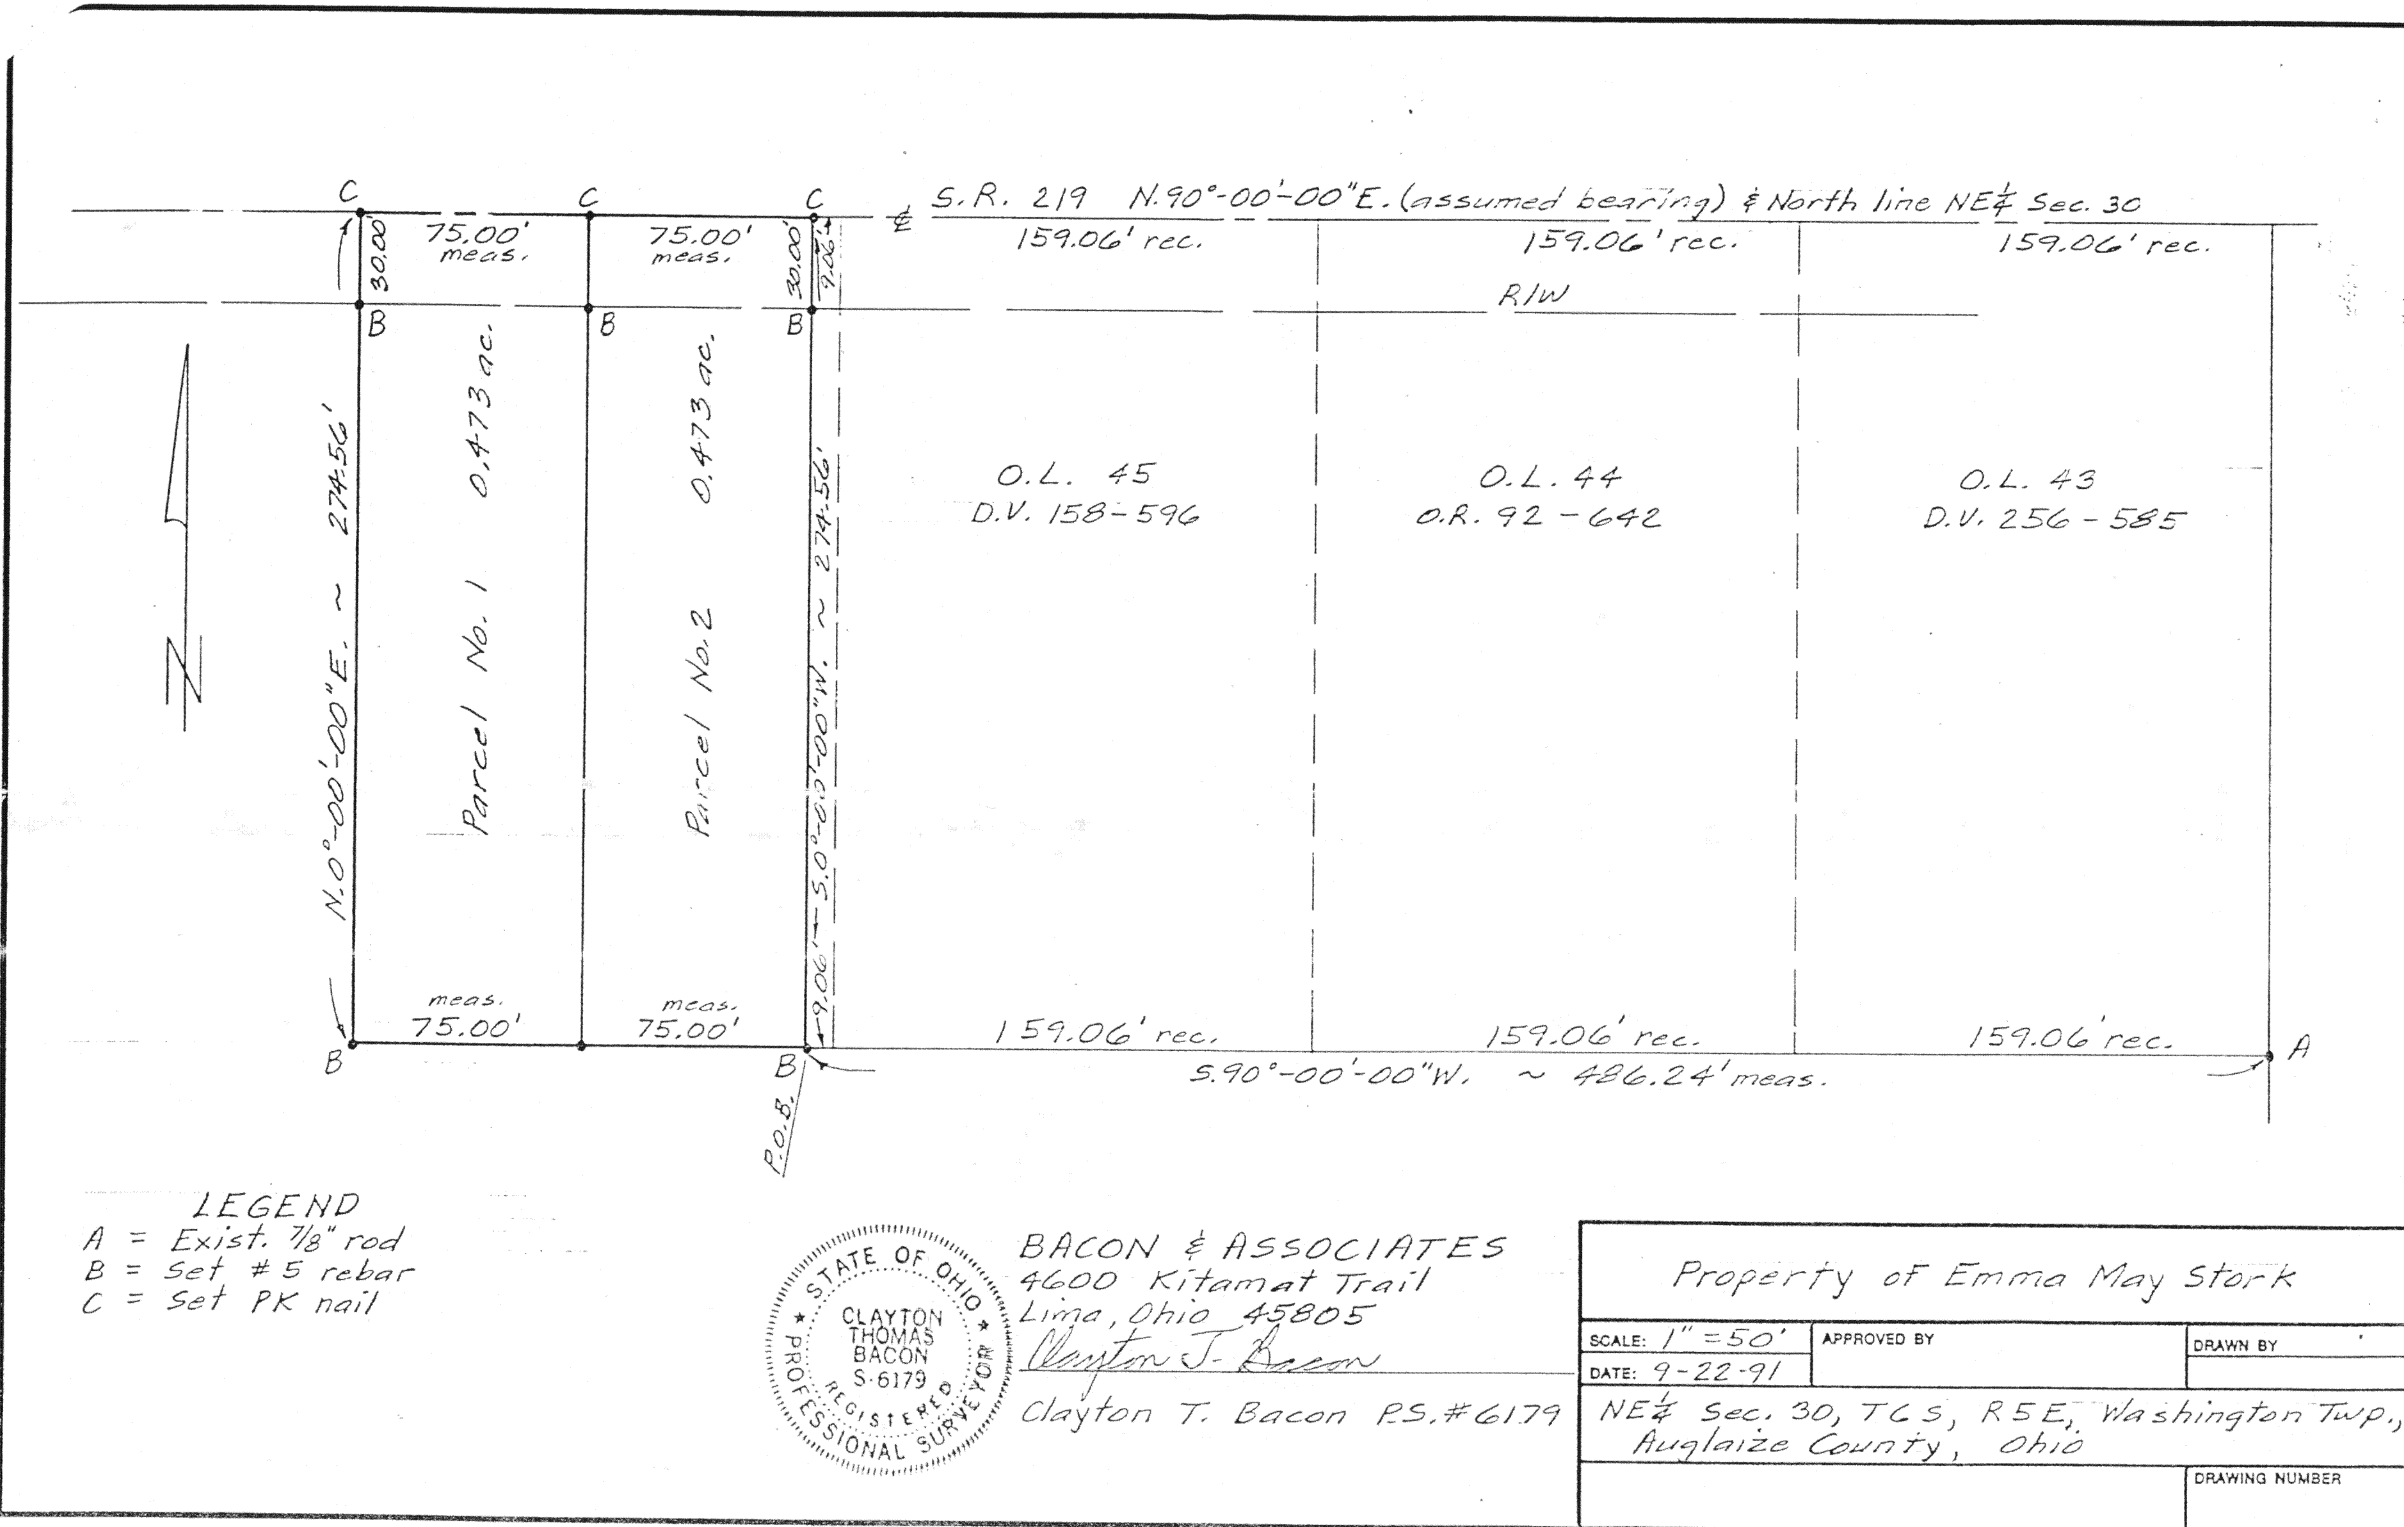 C
C
C
℄ S.R. 219 N.90°-00'-00"E. (assumed bearing) & North line NE¼ Sec. 30
75.00'
meas.
75.00'
meas.
30.00'
30.00'
9.06'
159.06' rec.
159.06' rec.
159.06' rec.
R/W
B
B
B
N.0°-00'-00"E. ~ 274.56'
Parcel No. 1 0.473 ac.
Parcel No. 2 0.473 ac.
S.0°-00'-00"W. ~ 274.56'
9.06'
O.L. 45
D.V. 158-596
O.L. 44
O.R. 92-642
O.L. 43
D.V. 256-585
N
meas.
75.00'
meas.
75.00'
159.06' rec.
159.06' rec.
159.06' rec.
A
B
B
S.90°-00'-00"W. ~ 486.24' meas.
P.O.B.
LEGEND
A = Exist. 7/8" rod
B = Set #5 rebar
C = Set PK nail
STATE OF OHIO
CLAYTON
THOMAS
BACON
S-6179
REGISTERED
PROFESSIONAL SURVEYOR
BACON & ASSOCIATES
4600 Kitamat Trail
Lima, Ohio 45805
Clayton T. Bacon
Clayton T. Bacon P.S.#6179
Property of Emma May Stork
SCALE: 1" = 50'
APPROVED BY
DRAWN BY
DATE: 9-22-91
NE¼ Sec. 30, T6S, R5E, Washington Twp.,
Auglaize County, Ohio
DRAWING NUMBER